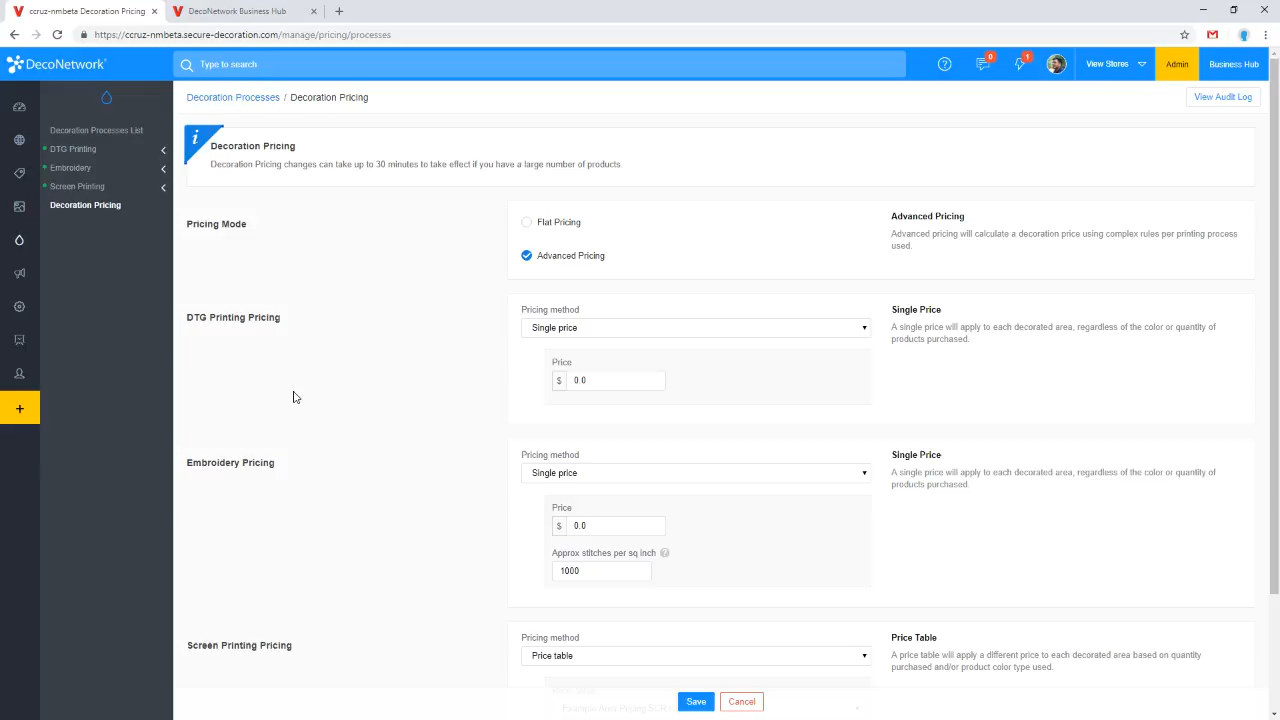 ccruz-nmbeta Decoration Pricing
DecoNetwork Business Hub
https://ccruz-nmbeta.secure-decoration.com/manage/pricing/processes
DecoNetwork
Type to search
0
1
View Stores
Admin
Business Hub
Decoration Processes / Decoration Pricing
View Audit Log
Decoration Processes List
DTG Printing
Embroidery
Screen Printing
Decoration Pricing
i
Decoration Pricing
Decoration Pricing changes can take up to 30 minutes to take effect if you have a large number of products.
Pricing Mode
Flat Pricing
Advanced Pricing
Advanced Pricing
Advanced pricing will calculate a decoration price using complex rules per printing process
used.
DTG Printing Pricing
Pricing method
Single price
Price
$ 0.0
Single Price
A single price will apply to each decorated area, regardless of the color or quantity of
products purchased.
Embroidery Pricing
Pricing method
Single price
Price
$ 0.0
Approx stitches per sq inch ?
1000
Single Price
A single price will apply to each decorated area, regardless of the color or quantity of
products purchased.
Screen Printing Pricing
Pricing method
Price table
Price Table
A price table will apply a different price to each decorated area based on quantity
purchased and/or product color type used.
Example Area Pricing SCR
Save
Cancel